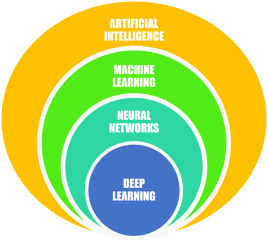 ARTIFICIAL
INTELLIGENCE
MACHINE
LEARNING
NEURAL
NETWORKS
DEEP
LEARNING